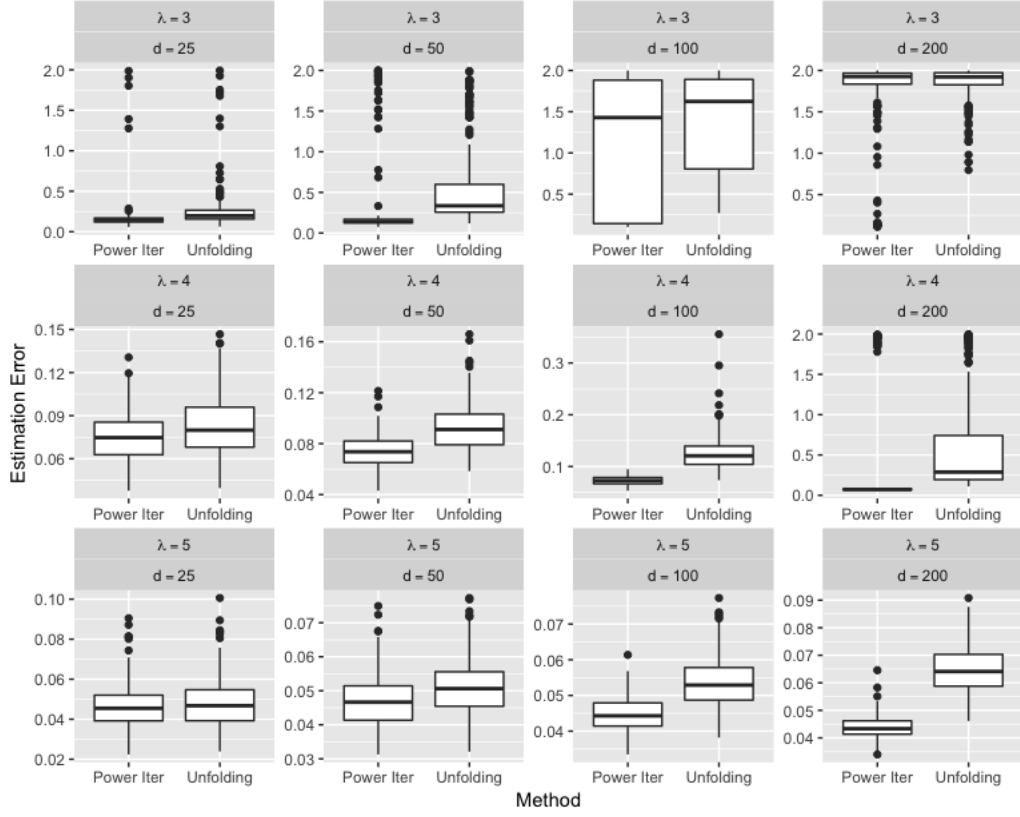 λ = 3 λ = 3 λ = 3 λ = 3
d = 25 d = 50 d = 100 d = 200
2.0 2.0 2.0 2.0
1.5 1.5 1.5 1.5
1.0 1.0 1.0 1.0
0.5 0.5 0.5 0.5
0.0 0.0
Power Iter Unfolding Power Iter Unfolding Power Iter Unfolding Power Iter Unfolding
λ = 4 λ = 4 λ = 4 λ = 4
d = 25 d = 50 d = 100 d = 200
0.15 0.16 0.3 2.0
0.12 0.12 0.2 1.5
0.09 0.08 0.1 1.0
0.06 0.04 0.5
0.0
Estimation Error
Power Iter Unfolding Power Iter Unfolding Power Iter Unfolding Power Iter Unfolding
λ = 5 λ = 5 λ = 5 λ = 5
d = 25 d = 50 d = 100 d = 200
0.10 0.07 0.07 0.09
0.08 0.06 0.06 0.08
0.06 0.05 0.05 0.07
0.04 0.04 0.04 0.06
0.02 0.03 0.05
0.04
Power Iter Unfolding Power Iter Unfolding Power Iter Unfolding Power Iter Unfolding
Method